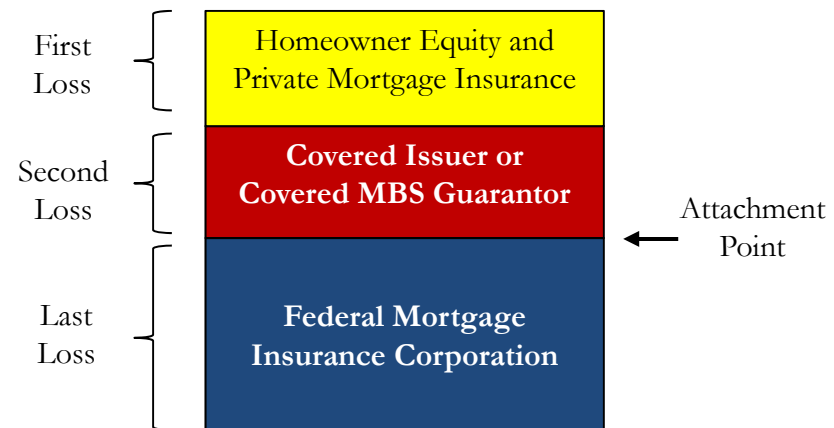 First
Loss
Homeowner Equity and
Private Mortgage Insurance
Second
Loss
Covered Issuer or
Covered MBS Guarantor
Attachment
Point
Last
Loss
Federal Mortgage
Insurance Corporation